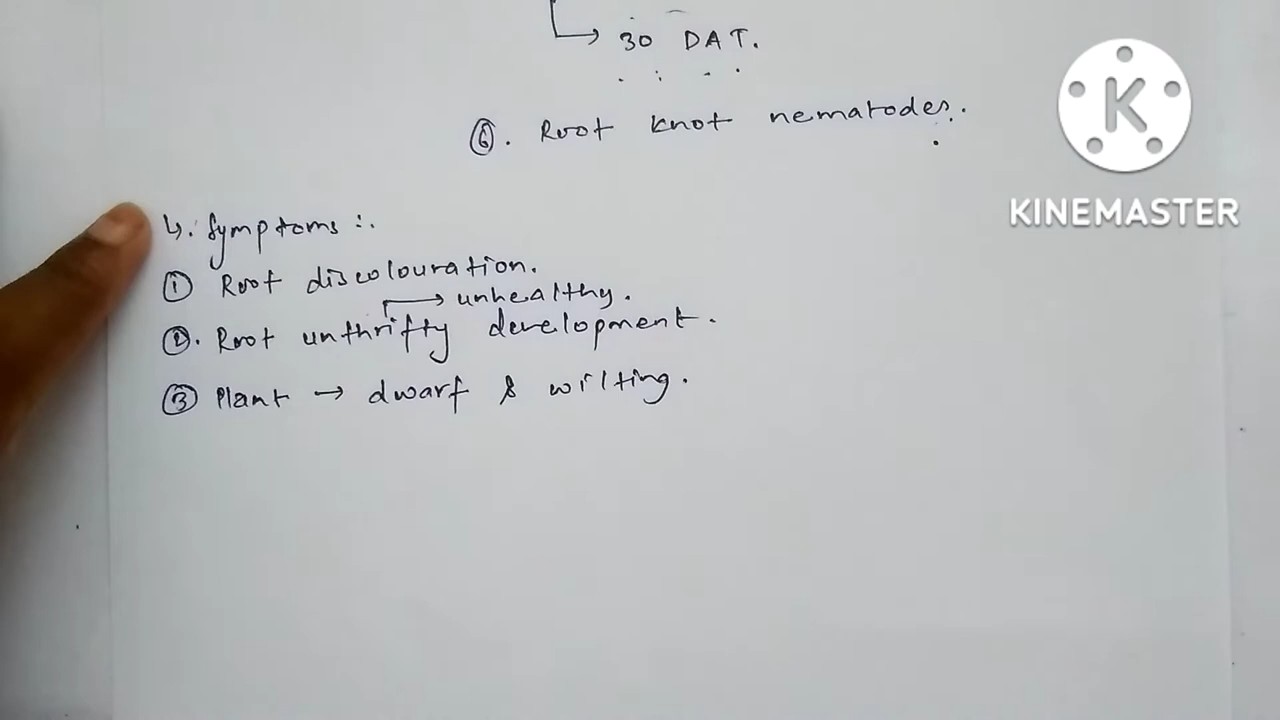 ↳ 30 DAT.
⑥. Root knot nematodes.
K
KINEMASTER
↳. Symptoms :.
① Root discolouration.
→ unhealthy.
②. Root unthrifty development.
③ Plant → dwarf & wilting.